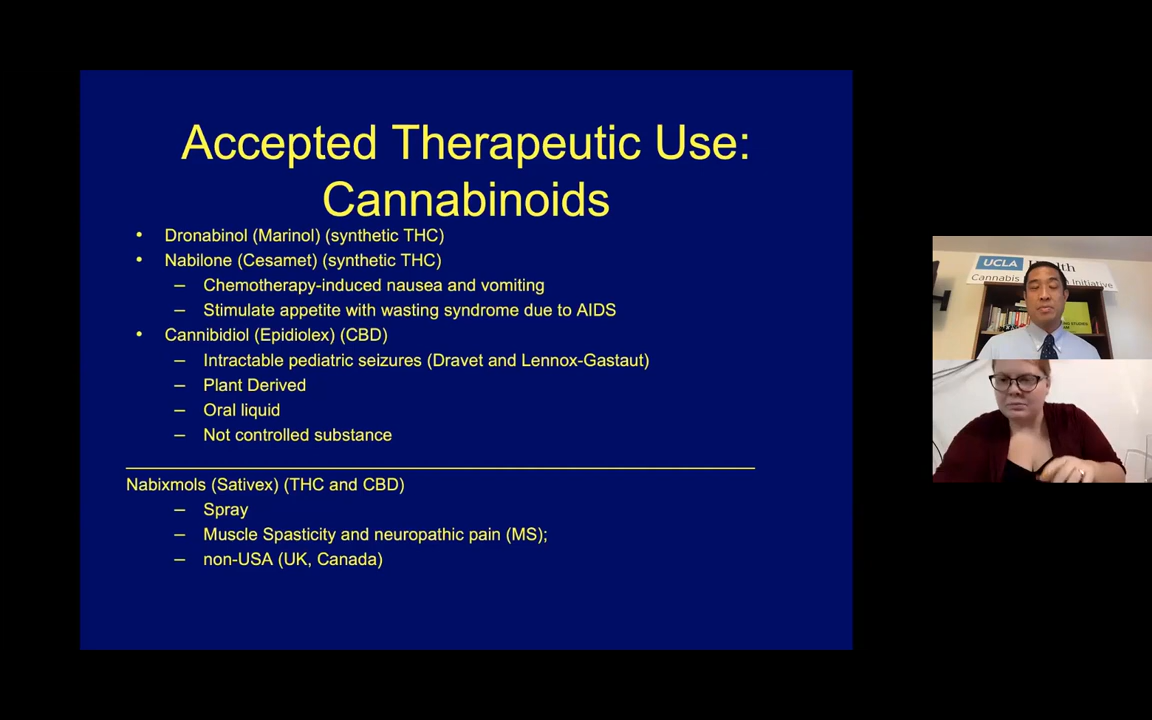 Accepted Therapeutic Use:
Cannabinoids
• Dronabinol (Marinol) (synthetic THC)
• Nabilone (Cesamet) (synthetic THC)
– Chemotherapy-induced nausea and vomiting
– Stimulate appetite with wasting syndrome due to AIDS
• Cannibidiol (Epidiolex) (CBD)
– Intractable pediatric seizures (Dravet and Lennox-Gastaut)
– Plant Derived
– Oral liquid
– Not controlled substance
Nabixmols (Sativex) (THC and CBD)
– Spray
– Muscle Spasticity and neuropathic pain (MS);
– non-USA (UK, Canada)
UCLA Health
Cannabis Initiative